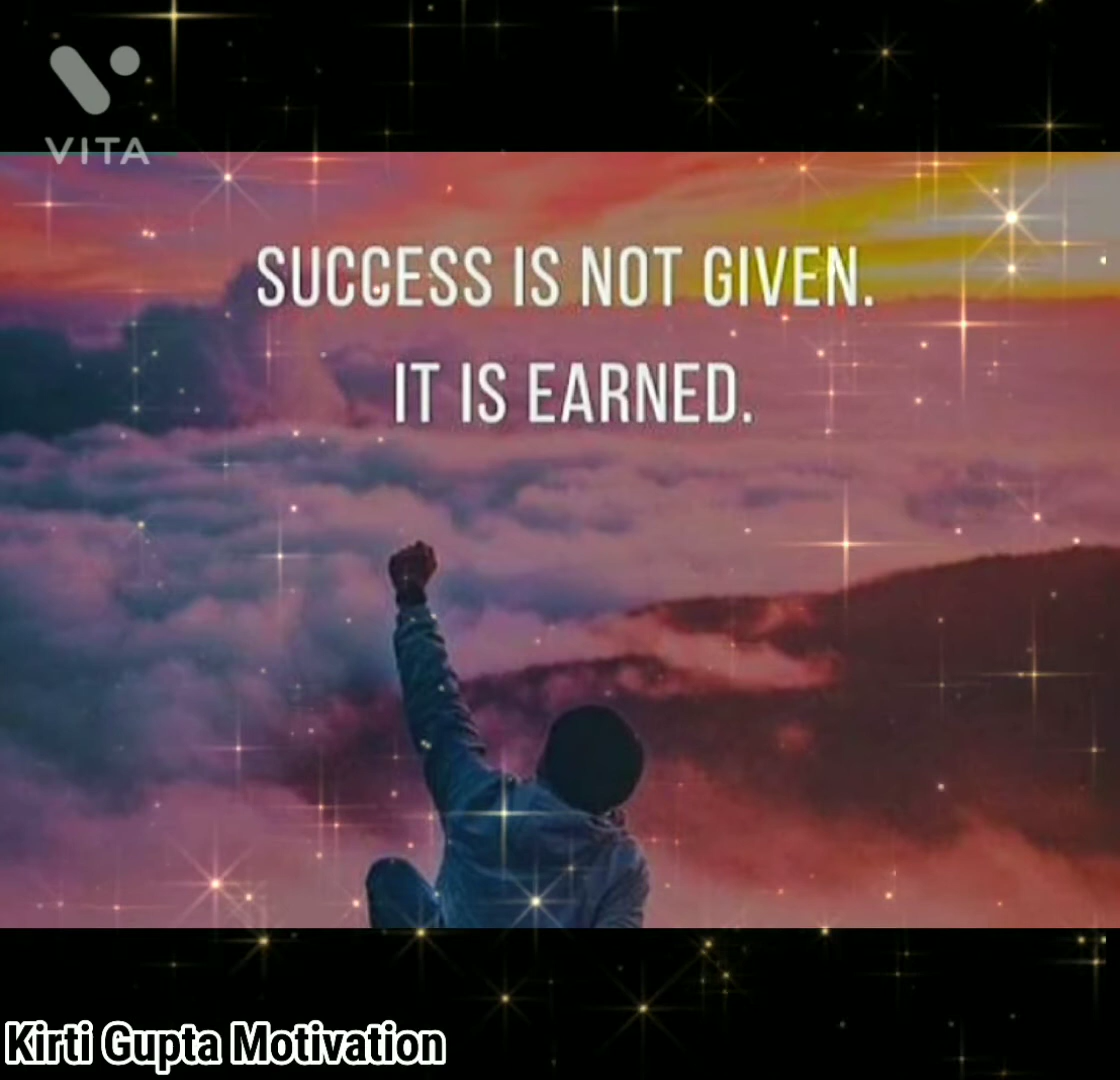 VITA
SUCCESS IS NOT GIVEN.
IT IS EARNED.
Kirti Gupta Motivation